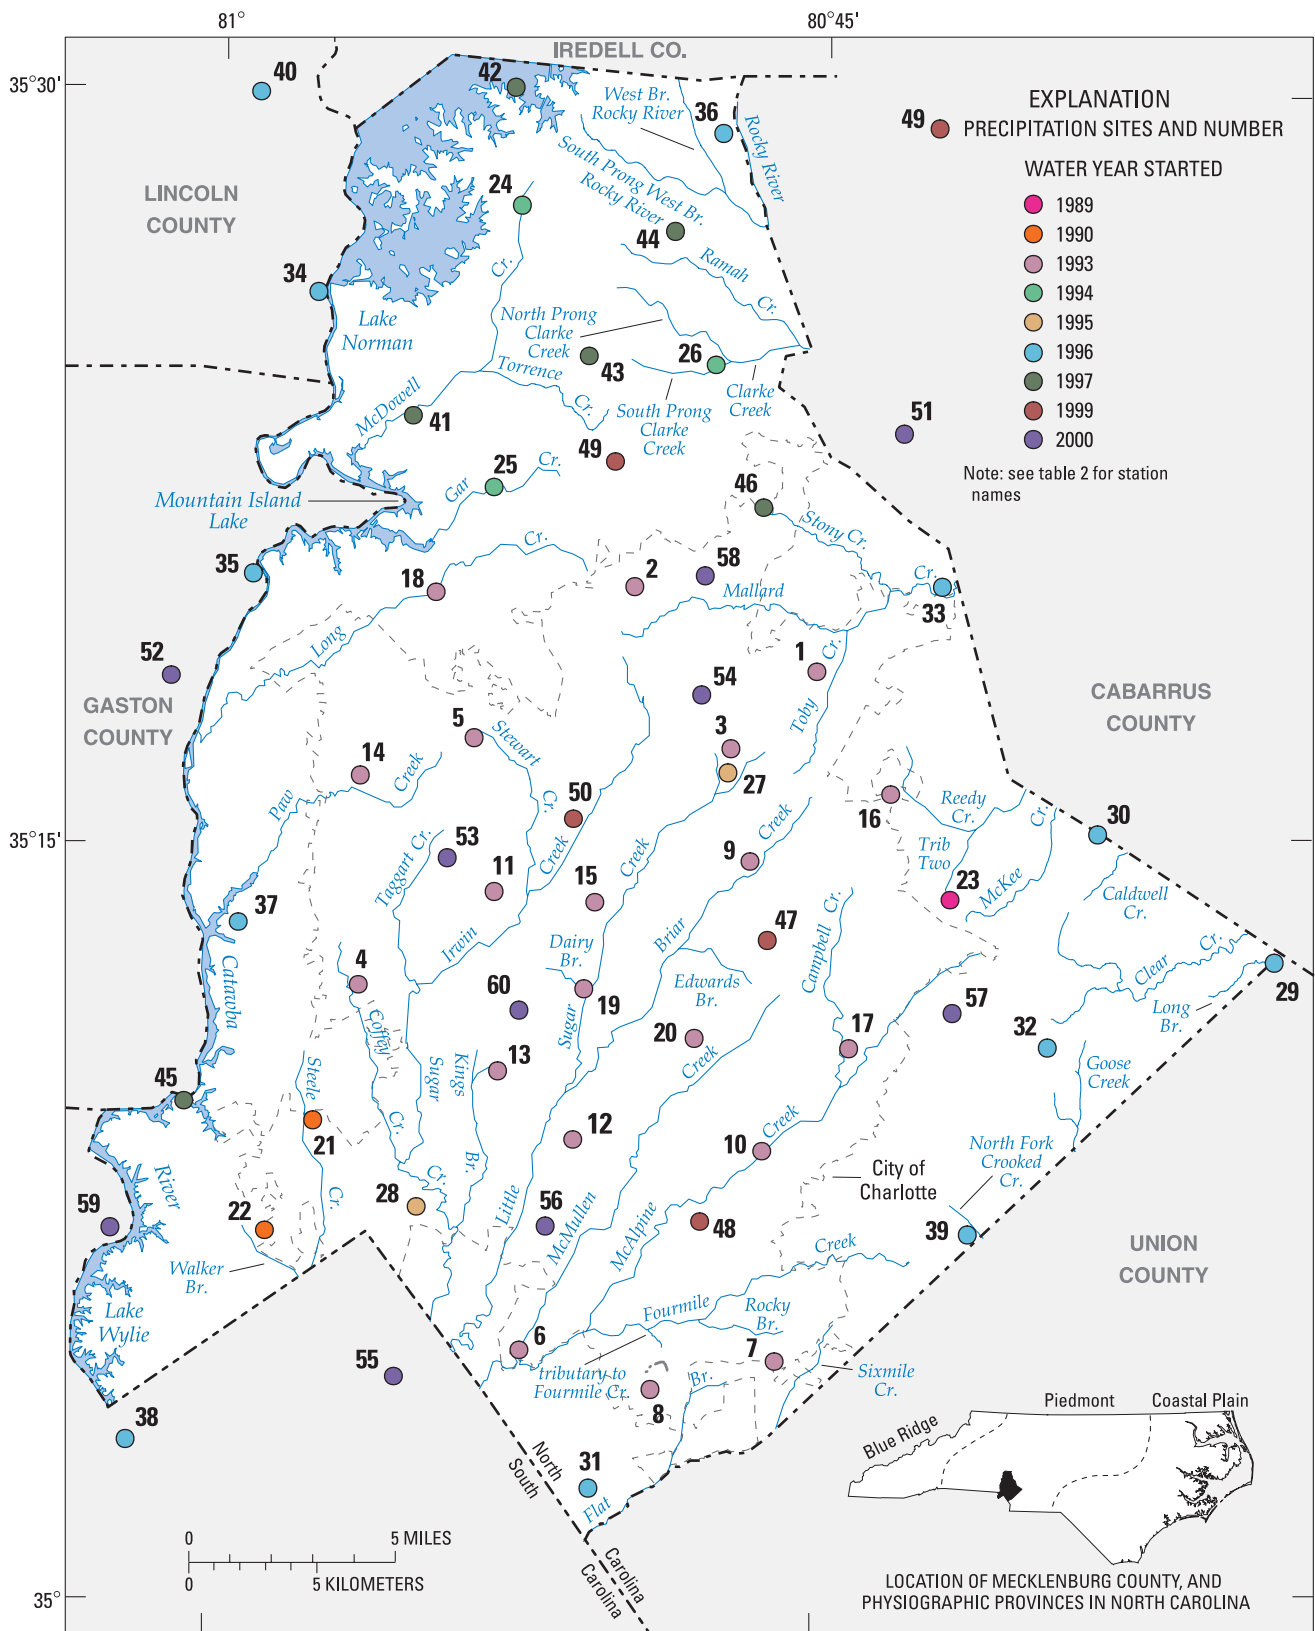 81°
80°45'
IREDELL CO.
35°30'
40
42
West Br.
Rocky River
36
Rocky River
49
EXPLANATION
PRECIPITATION SITES AND NUMBER
WATER YEAR STARTED
1989
1990
1993
1994
1995
1996
1997
1999
2000
Note: see table 2 for station
names
LINCOLN
COUNTY
24
South Prong West Br.
Rocky River
44
Ramah
Cr.
Cr.
34
Lake
Norman
North Prong
Clarke
Creek
43
26
Torrence
Cr.
Clarke
Creek
South Prong
Clarke
Creek
McDowell
41
49
51
25
Gar
Cr.
46
Mountain Island
Lake
Stony Cr.
35
Cr.
18
2
58
Mallard
Cr.
33
Long
52
1
Cr.
Toby
54
GASTON
COUNTY
CABARRUS
COUNTY
5
Stewart
Cr.
3
27
14
Creek
Paw
50
16
Reedy
Cr.
Cr.
30
35°15'
53
Taggart Cr.
Creek
Creek
9
Creek
Trib
Two
23
McKee
Caldwell
Cr.
11
15
37
Irwin
Dairy
Br.
Briar
47
Campbell Cr.
Clear
Cr.
29
Catawba
4
60
19
Edwards
Br.
57
Long
Br.
Coffey
Sugar
20
17
32
Creek
Steele
Sugar
Kings
13
Goose
Creek
45
21
12
Creek
10
North Fork
Crooked
Cr.
River
Cr.
Cr.
Cr.
Br.
City of
Charlotte
59
22
28
Little
56
McMullen
McAlpine
48
39
Creek
UNION
COUNTY
Walker
Br.
Lake
Wylie
Fourmile
Rocky
Br.
6
7
55
tributary to
Fourmile Cr.
Br.
Sixmile
Cr.
8
38
Piedmont
Coastal Plain
Blue Ridge
North
South
31
Flat
0
5 MILES
0
5 KILOMETERS
Carolina
Carolina
35°
LOCATION OF MECKLENBURG COUNTY, AND
PHYSIOGRAPHIC PROVINCES IN NORTH CAROLINA